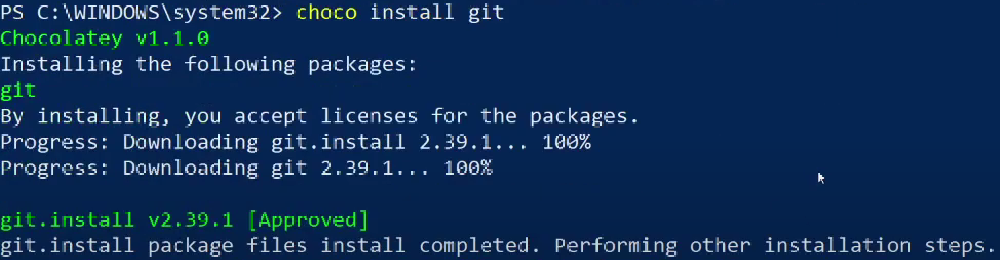 PS C:\WINDOWS\system32> choco install git
Chocolatey v1.1.0
Installing the following packages:
git
By installing, you accept licenses for the packages.
Progress: Downloading git.install 2.39.1... 100%
Progress: Downloading git 2.39.1... 100%
git.install v2.39.1 [Approved]
git.install package files install completed. Performing other installation steps.